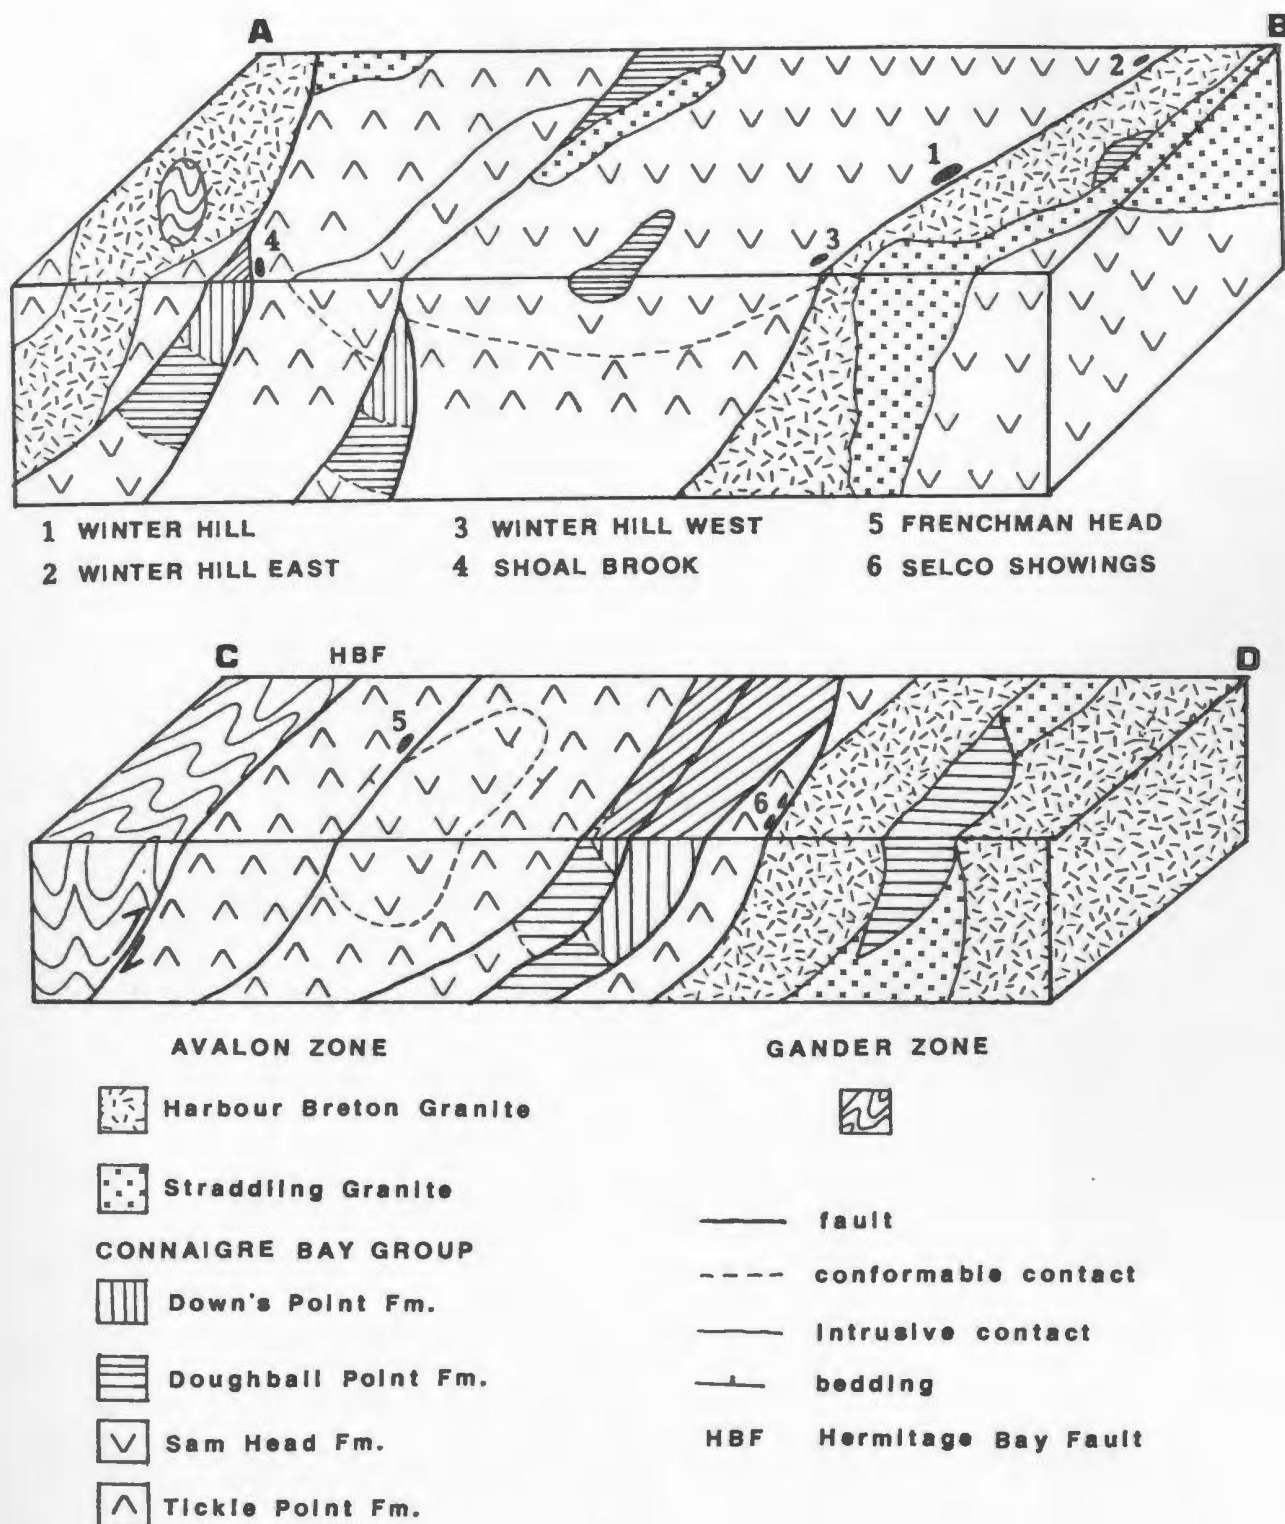 A
B
2
1
4
3
1 WINTER HILL 3 WINTER HILL WEST 5 FRENCHMAN HEAD
2 WINTER HILL EAST 4 SHOAL BROOK 6 SELCO SHOWINGS
C HBF D
5
6
AVALON ZONE GANDER ZONE
Harbour Breton Granite
Straddling Granite
CONNAIGRE BAY GROUP
Down's Point Fm.
Doughball Point Fm.
Sam Head Fm.
Tickle Point Fm.
fault
conformable contact
intrusive contact
bedding
HBF Hermitage Bay Fault